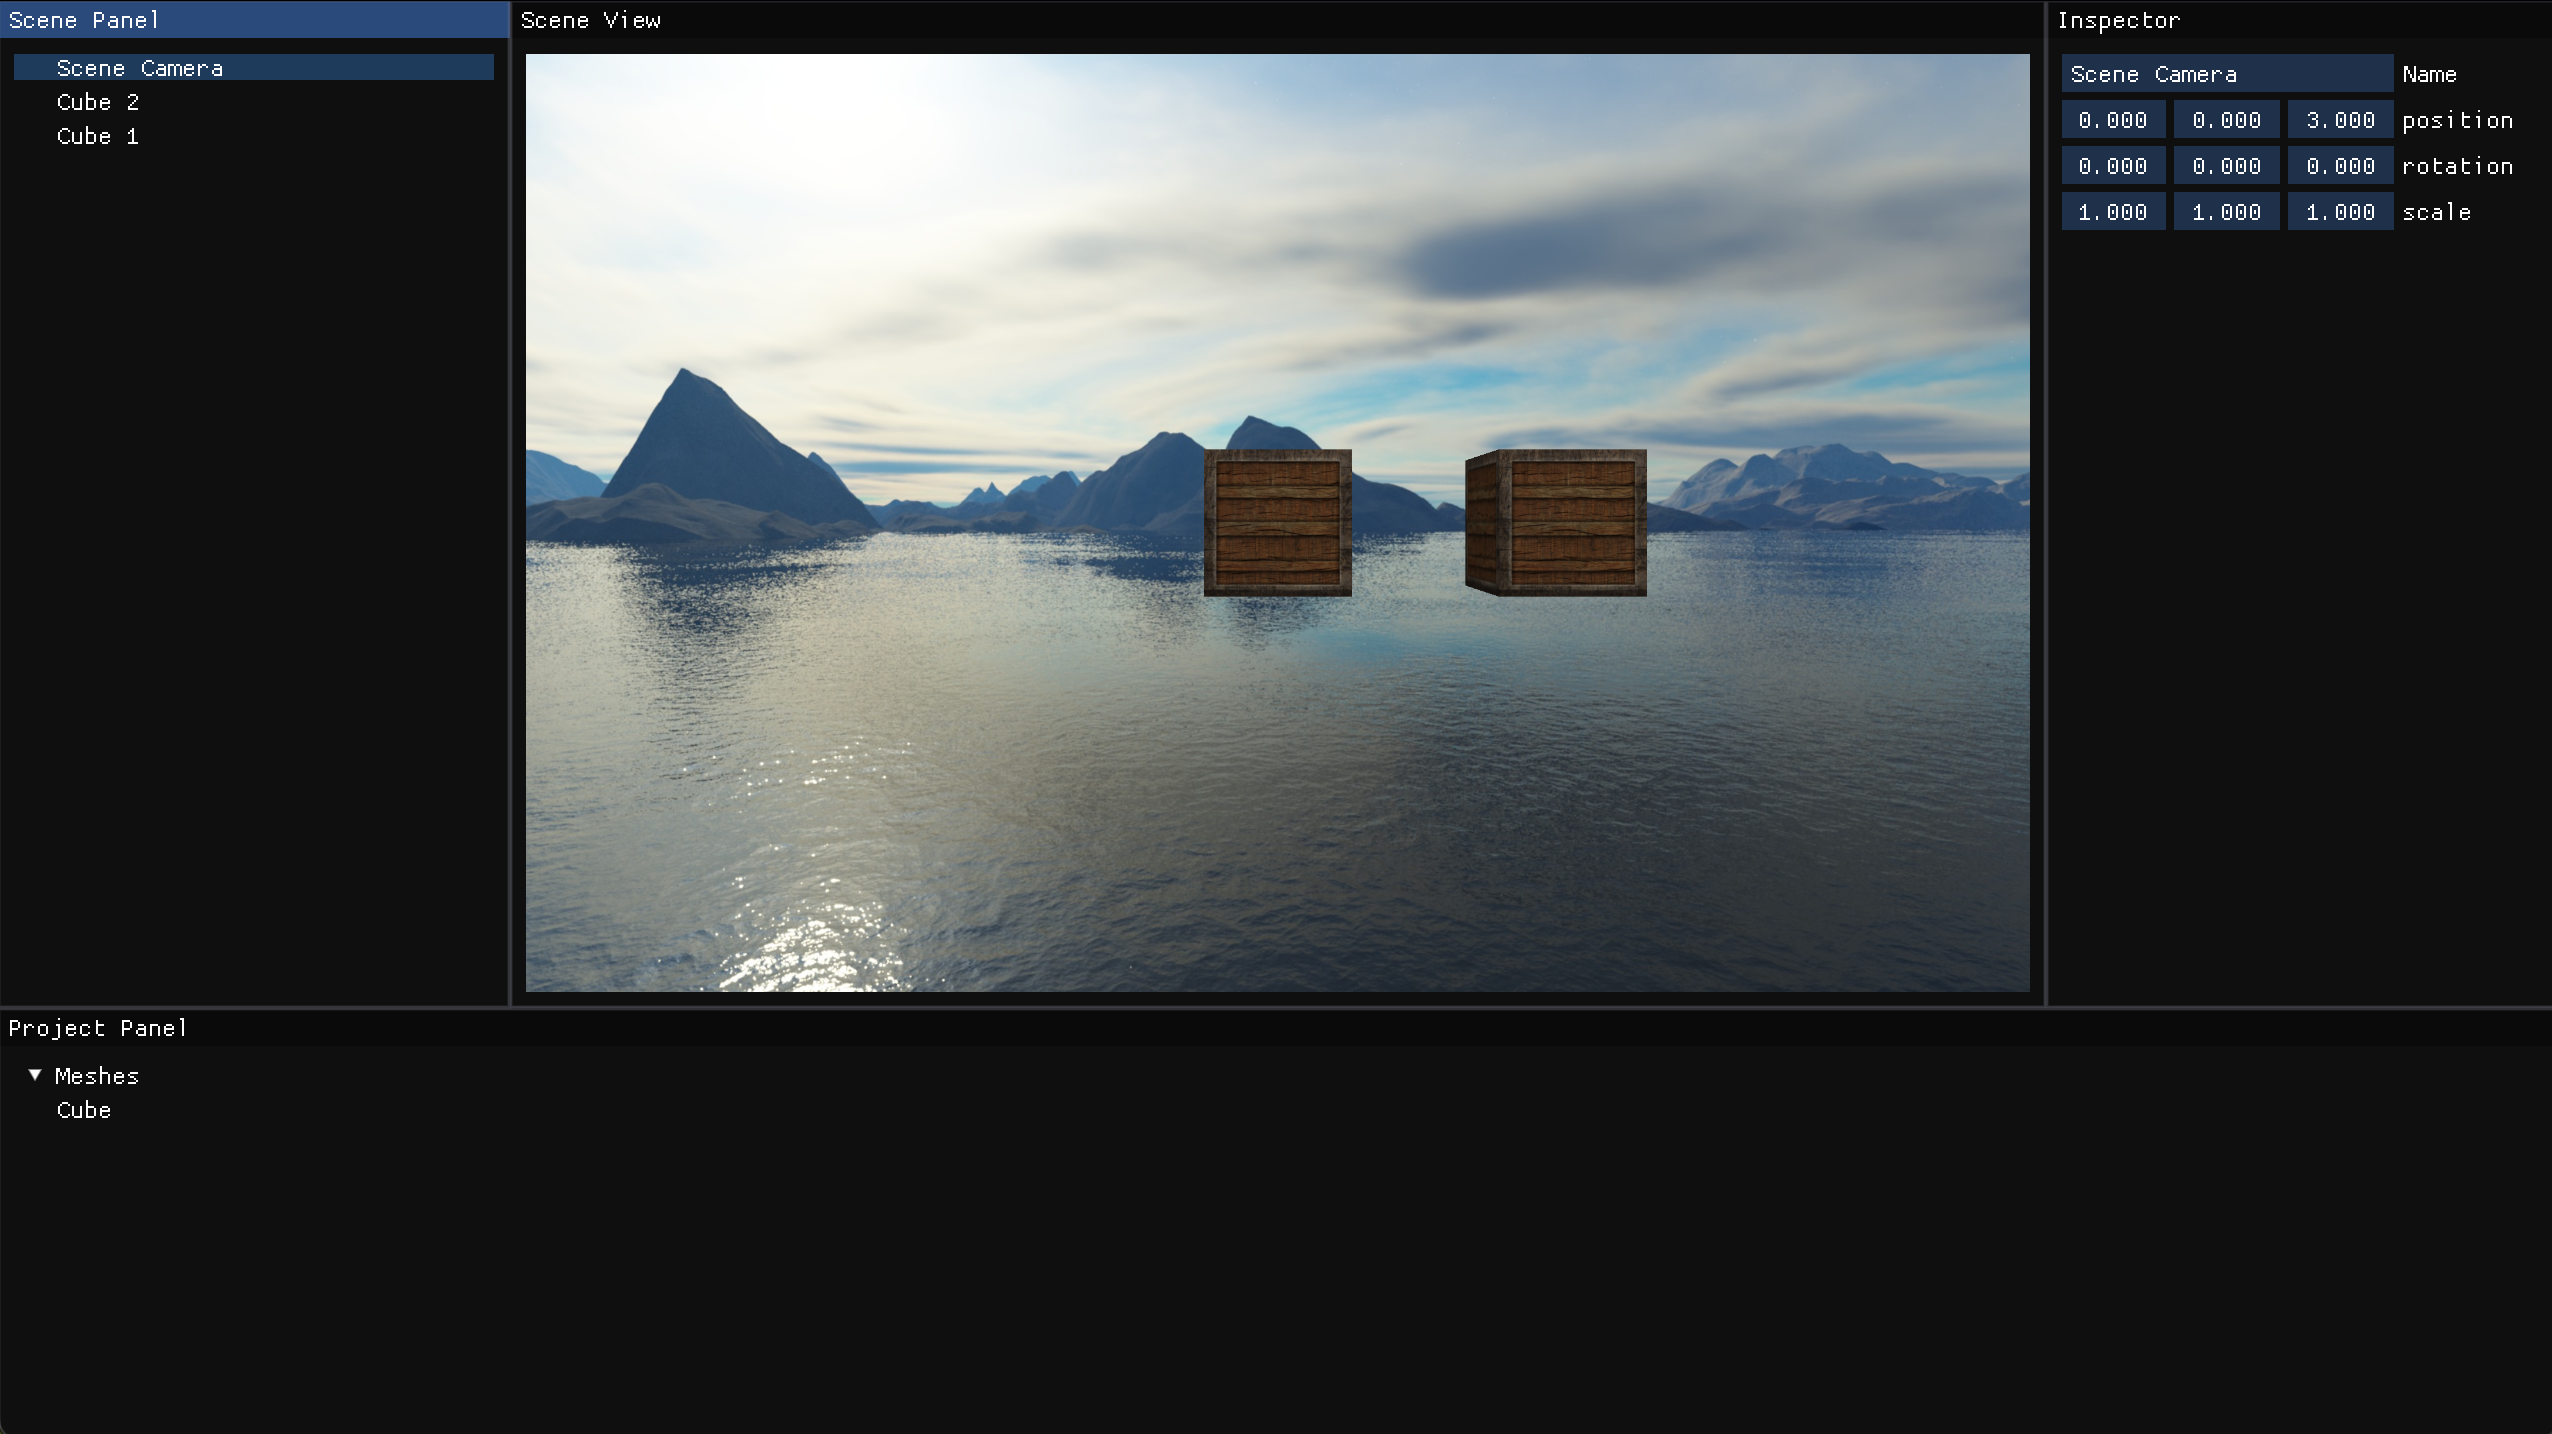 Scene Panel
Scene Camera
Cube 2
Cube 1
Scene View
Inspector
Scene Camera Name
0.000 0.000 3.000 position
0.000 0.000 0.000 rotation
1.000 1.000 1.000 scale
Project Panel
Meshes
Cube